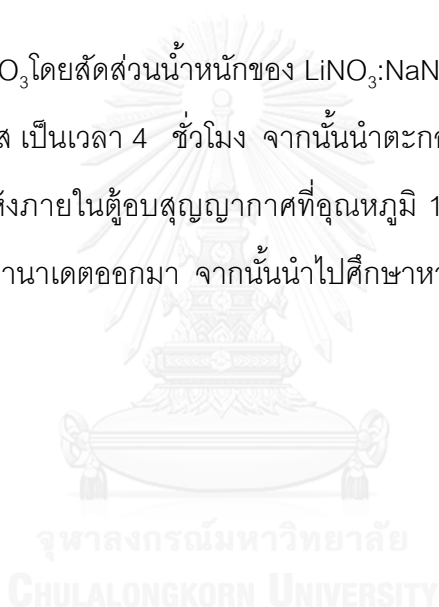 O₃โดยสัดส่วนน้ำหนักของ LiNO₃:NaN
ส เป็นเวลา 4 ชั่วโมง จากนั้นนำตะก
ห้งภายในตู้อบสุญญากาศที่อุณหภูมิ 1
านาเดตออกมา จากนั้นนำไปศึกษาห
จุฬาลงกรณ์มหาวิทยาลัย
CHULALONGKORN UNIVERSITY